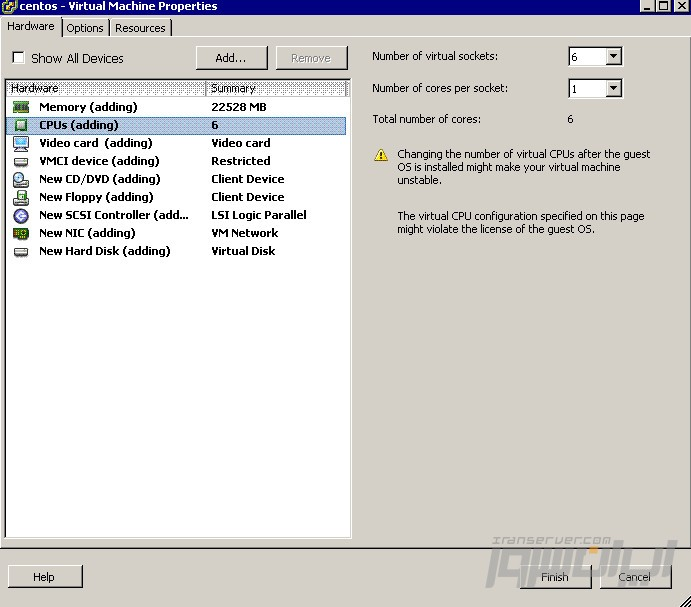 centos - Virtual Machine Properties
Hardware Options Resources
Show All Devices Add... Remove
Hardware Summary
Memory (adding) 22528 MB
CPUs (adding) 6
Video card (adding) Video card
VMCI device (adding) Restricted
New CD/DVD (adding) Client Device
New Floppy (adding) Client Device
New SCSI Controller (add... LSI Logic Parallel
New NIC (adding) VM Network
New Hard Disk (adding) Virtual Disk
Number of virtual sockets: 6
Number of cores per socket: 1
Total number of cores: 6
Changing the number of virtual CPUs after the guest
OS is installed might make your virtual machine
unstable.
The virtual CPU configuration specified on this page
might violate the license of the guest OS.
iranserver.com
ایران سرور
Help Finish Cancel